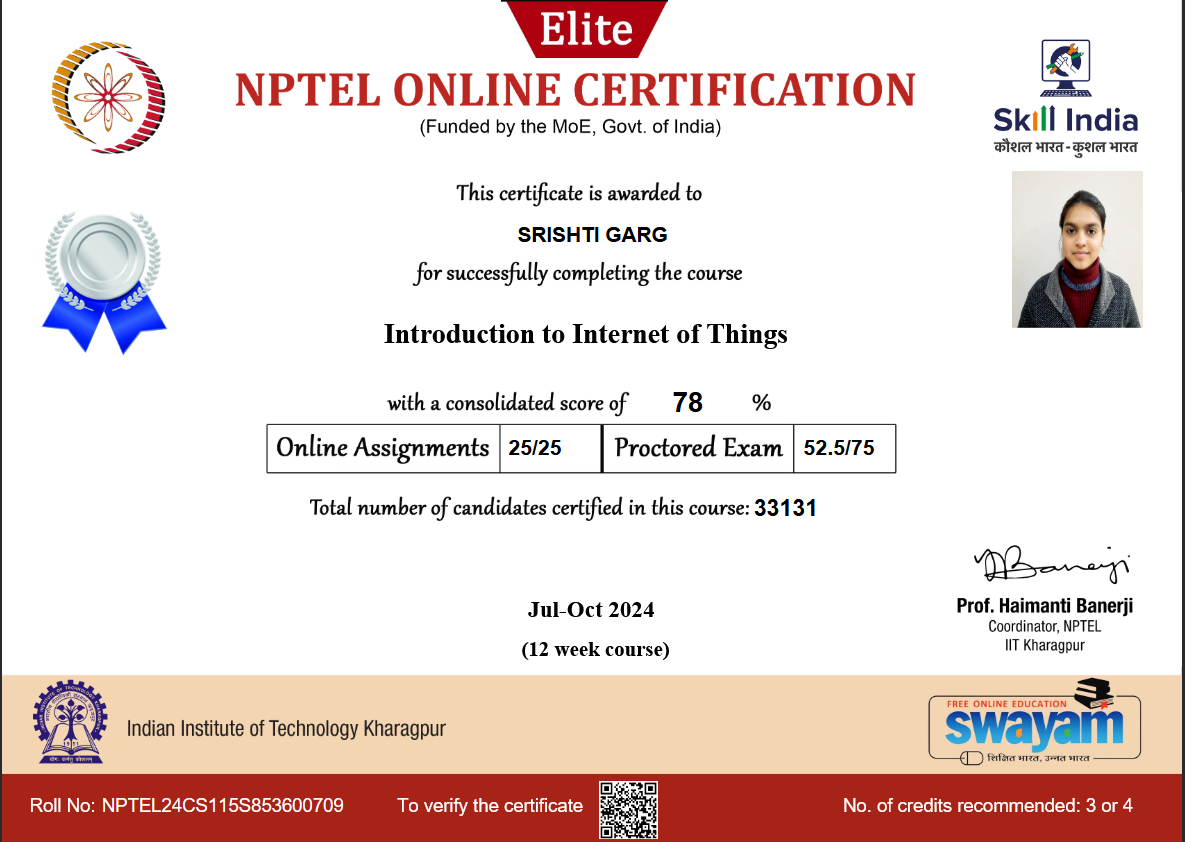 Elite
NPTEL ONLINE CERTIFICATION
(Funded by the MoE, Govt. of India)
Skill India
कौशल भारत - कुशल भारत
This certificate is awarded to
SRISHTI GARG
for successfully completing the course
Introduction to Internet of Things
with a consolidated score of 78 %
Online Assignments 25/25 Proctored Exam 52.5/75
Total number of candidates certified in this course: 33131
Prof. Haimanti Banerji
Coordinator, NPTEL
IIT Kharagpur
Jul-Oct 2024
(12 week course)
Indian Institute of Technology Kharagpur
FREE ONLINE EDUCATION
swayam
शिक्षित भारत, उन्नत भारत
Roll No: NPTEL24CS115S853600709 To verify the certificate No. of credits recommended: 3 or 4